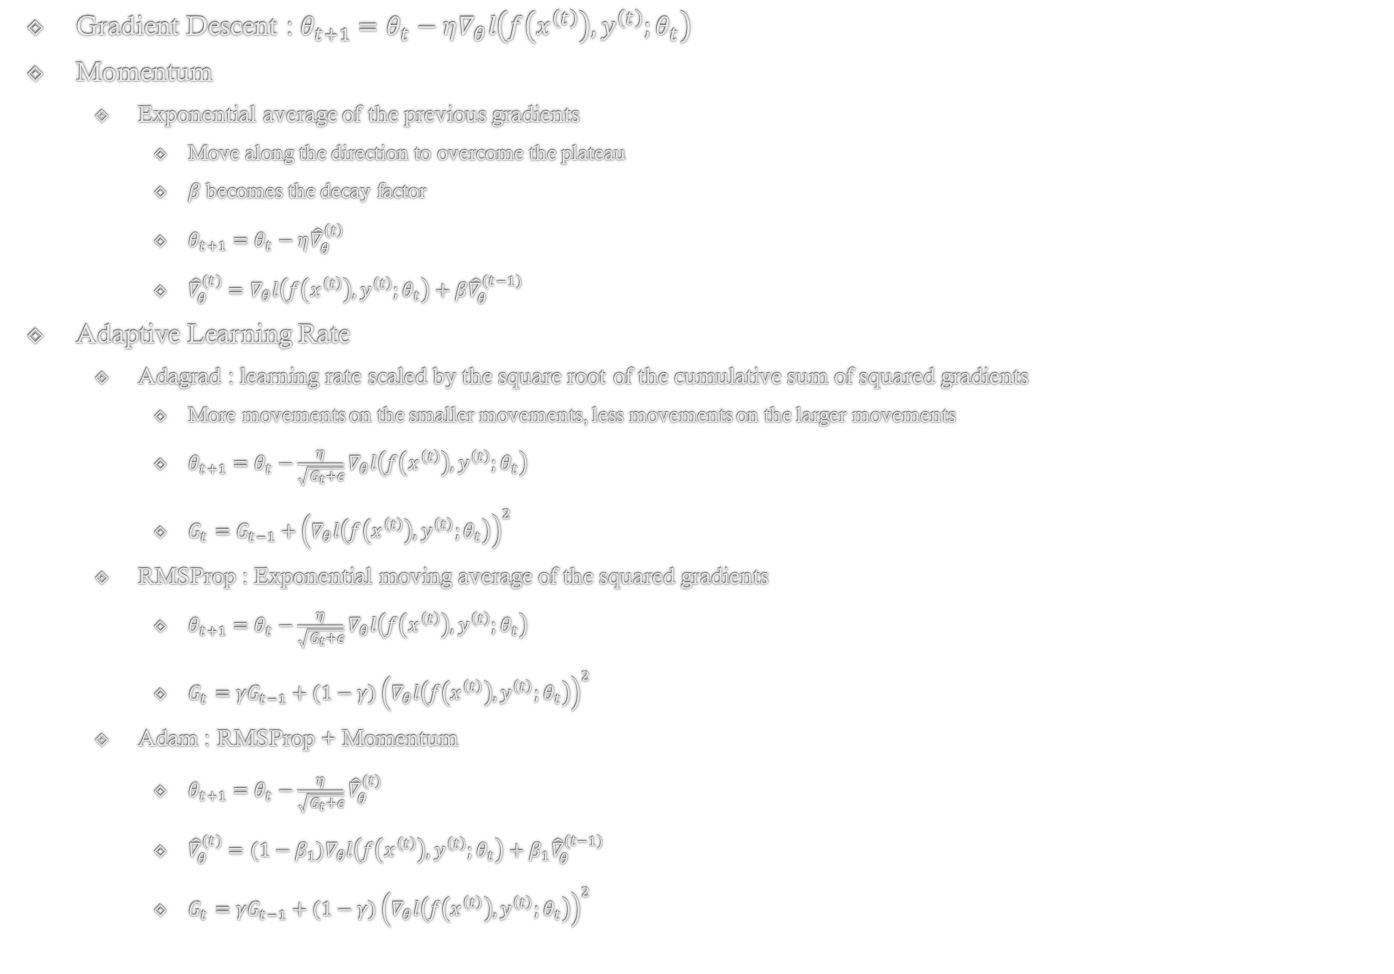 Gradient Descent : θ_{t+1} = θ_t − η∇_θ l(f(x^{(t)}), y^{(t)}; θ_t)
Momentum
Exponential average of the previous gradients
Move along the direction to overcome the plateau
β becomes the decay factor
θ_{t+1} = θ_t − η∇̂_θ^{(t)}
∇̂_θ^{(t)} = ∇_θ l(f(x^{(t)}), y^{(t)}; θ_t) + β∇̂_θ^{(t−1)}
Adaptive Learning Rate
Adagrad : learning rate scaled by the square root of the cumulative sum of squared gradients
More movements on the smaller movements, less movements on the larger movements
θ_{t+1} = θ_t − η/√(G_t+ϵ) ∇_θ l(f(x^{(t)}), y^{(t)}; θ_t)
G_t = G_{t−1} + (∇_θ l(f(x^{(t)}), y^{(t)}; θ_t))^2
RMSProp : Exponential moving average of the squared gradients
θ_{t+1} = θ_t − η/√(G_t+ϵ) ∇_θ l(f(x^{(t)}), y^{(t)}; θ_t)
G_t = γG_{t−1} + (1 − γ)(∇_θ l(f(x^{(t)}), y^{(t)}; θ_t))^2
Adam : RMSProp + Momentum
θ_{t+1} = θ_t − η/√(G_t+ϵ) ∇̂_θ^{(t)}
∇̂_θ^{(t)} = (1 − β_1)∇_θ l(f(x^{(t)}), y^{(t)}; θ_t) + β_1∇̂_θ^{(t−1)}
G_t = γG_{t−1} + (1 − γ)(∇_θ l(f(x^{(t)}), y^{(t)}; θ_t))^2